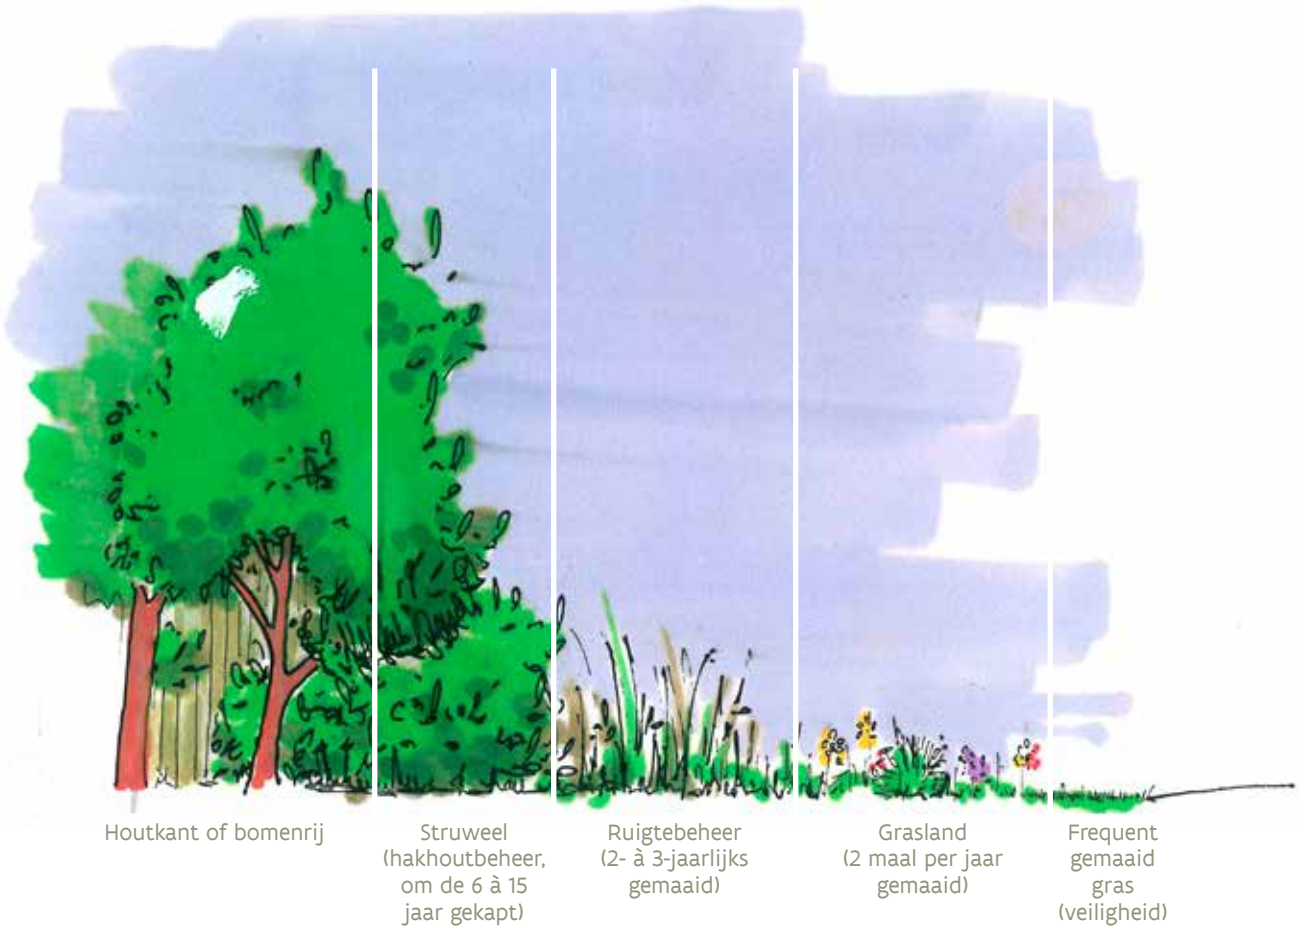 Houtkant of bomenrij
Struweel
(hakhoutbeheer,
om de 6 à 15
jaar gekapt)
Ruigtebeheer
(2- à 3-jaarlijks
gemaaid)
Grasland
(2 maal per jaar
gemaaid)
Frequent
gemaaid
gras
(veiligheid)